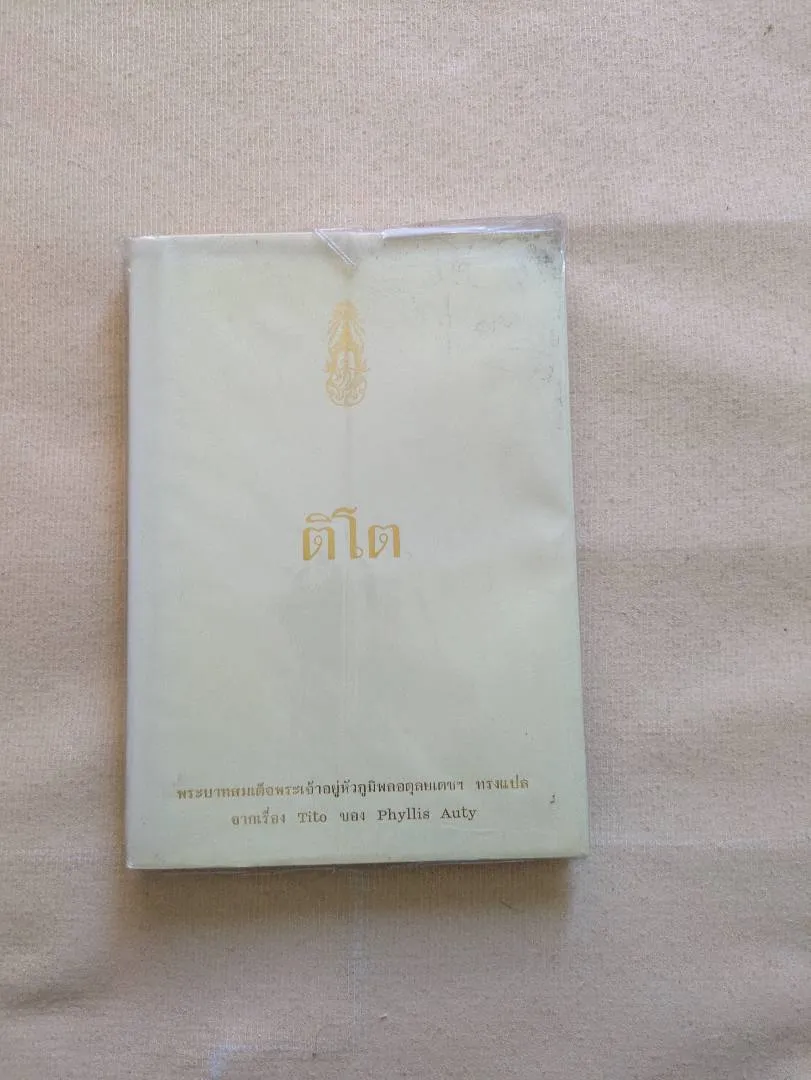 ติโต
พระบาทสมเด็จพระเจ้าอยู่หัวภูมิพลอดุลยเดชฯ ทรงแปล
จากเรื่อง Tito ของ Phyllis Auty